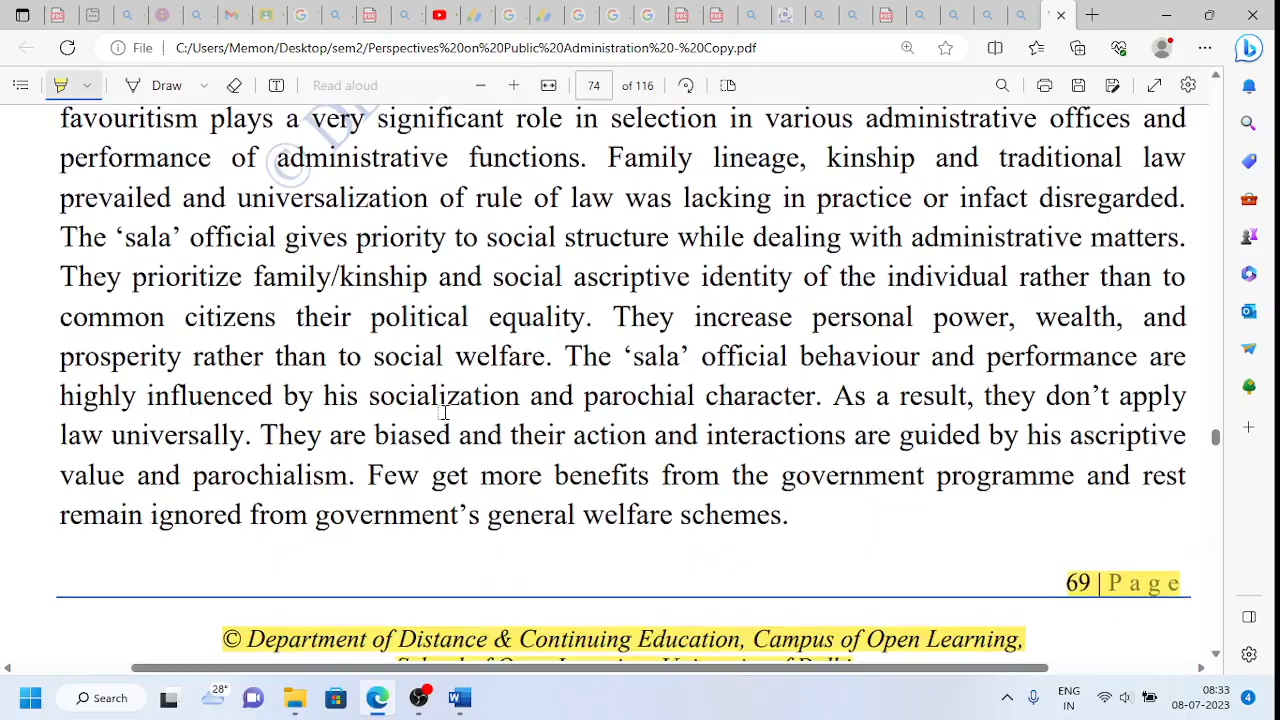 File
C:/Users/Memon/Desktop/sem2/Perspectives%20on%20Public%20Administration%20-%20Copy.pdf
Draw
Read aloud
74 of 116
© D
favouritism plays a very significant role in selection in various administrative offices and
performance of administrative functions. Family lineage, kinship and traditional law
prevailed and universalization of rule of law was lacking in practice or infact disregarded.
The ‘sala’ official gives priority to social structure while dealing with administrative matters.
They prioritize family/kinship and social ascriptive identity of the individual rather than to
common citizens their political equality. They increase personal power, wealth, and
prosperity rather than to social welfare. The ‘sala’ official behaviour and performance are
highly influenced by his socialization and parochial character. As a result, they don’t apply
law universally. They are biased and their action and interactions are guided by his ascriptive
value and parochialism. Few get more benefits from the government programme and rest
remain ignored from government’s general welfare schemes.
69 | P a g e
© Department of Distance & Continuing Education, Campus of Open Learning,
School of Open Learning, University of Delhi
28°
Search
ENG
IN
08:33
08-07-2023
4